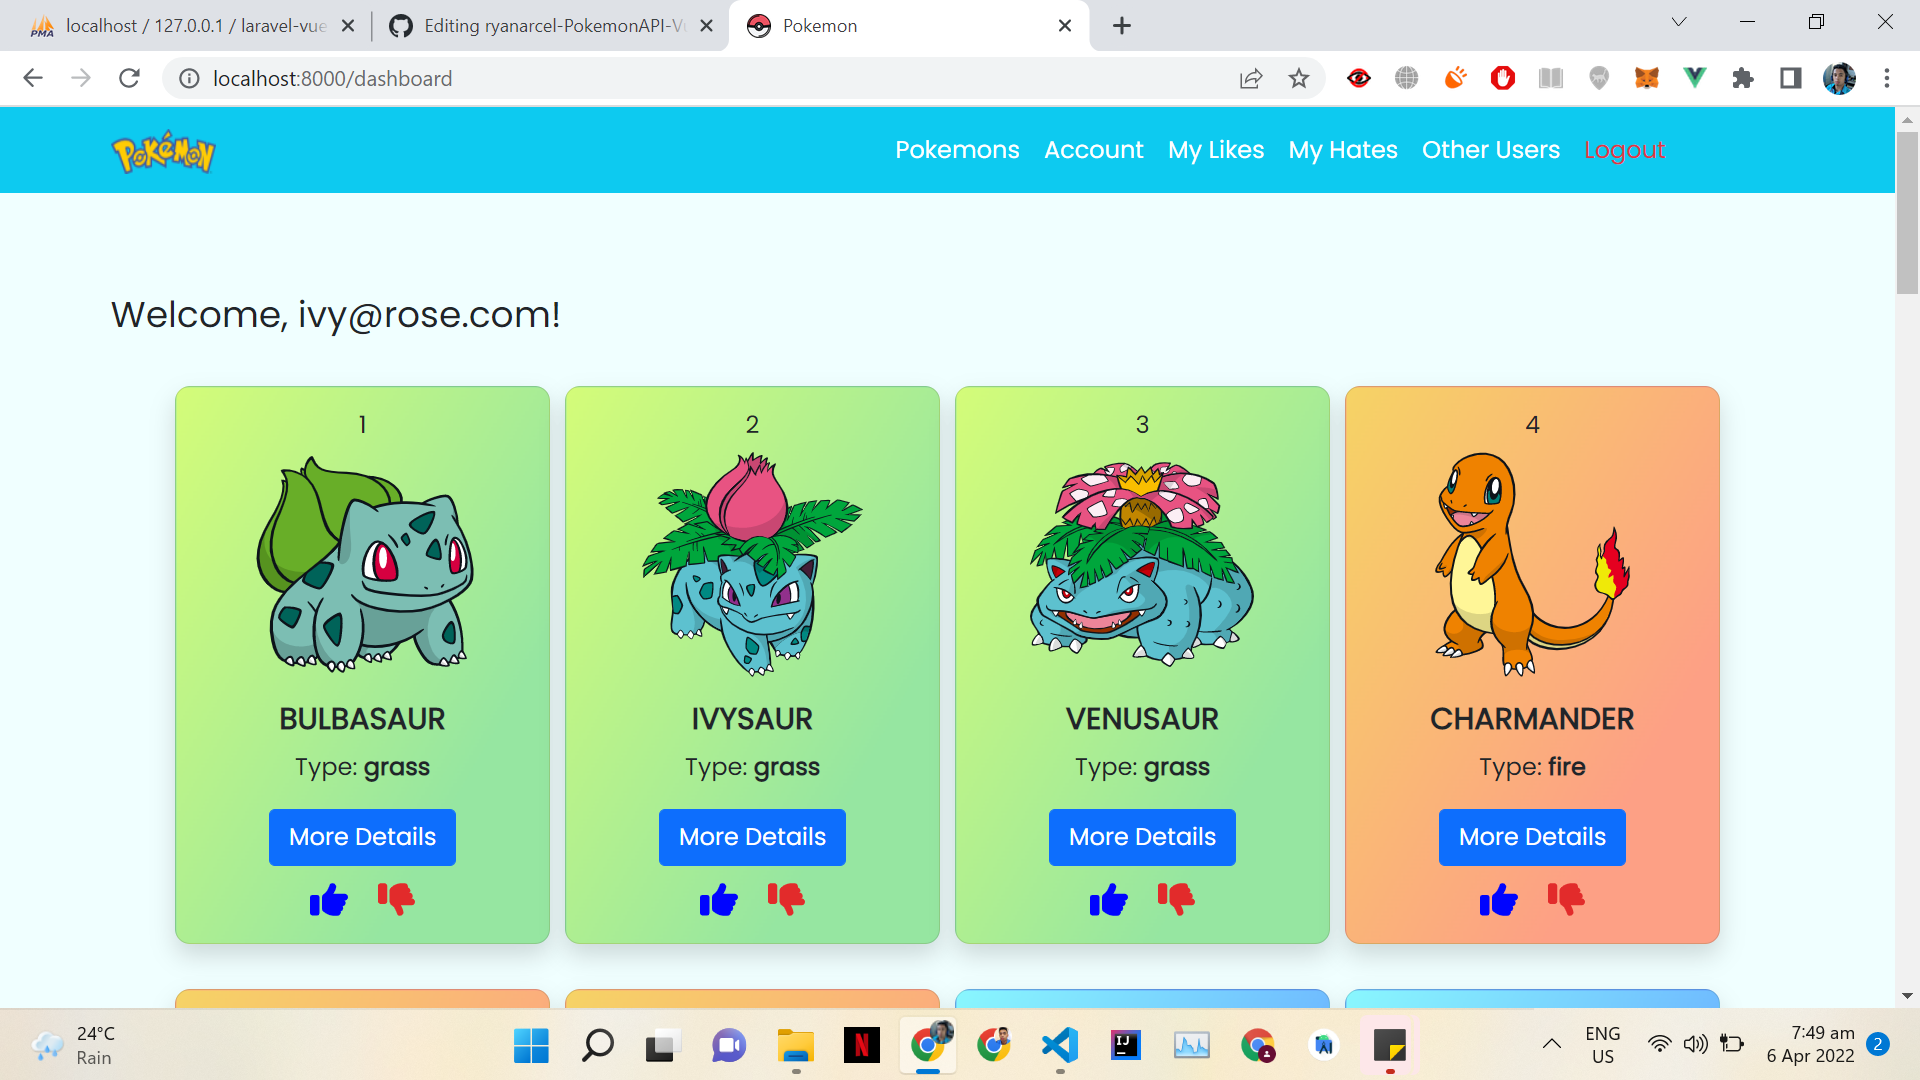 localhost / 127.0.0.1 / laravel-vue
Editing ryanarcel-PokemonAPI-Vu
Pokemon
localhost:8000/dashboard
Pokémon
Pokemons Account My Likes My Hates Other Users Logout
Welcome, ivy@rose.com!
1
BULBASAUR
Type: grass
More Details
2
IVYSAUR
Type: grass
More Details
3
VENUSAUR
Type: grass
More Details
4
CHARMANDER
Type: fire
More Details
24°C
Rain
ENG
US
7:49 am
6 Apr 2022
2
PMA
N
IJ